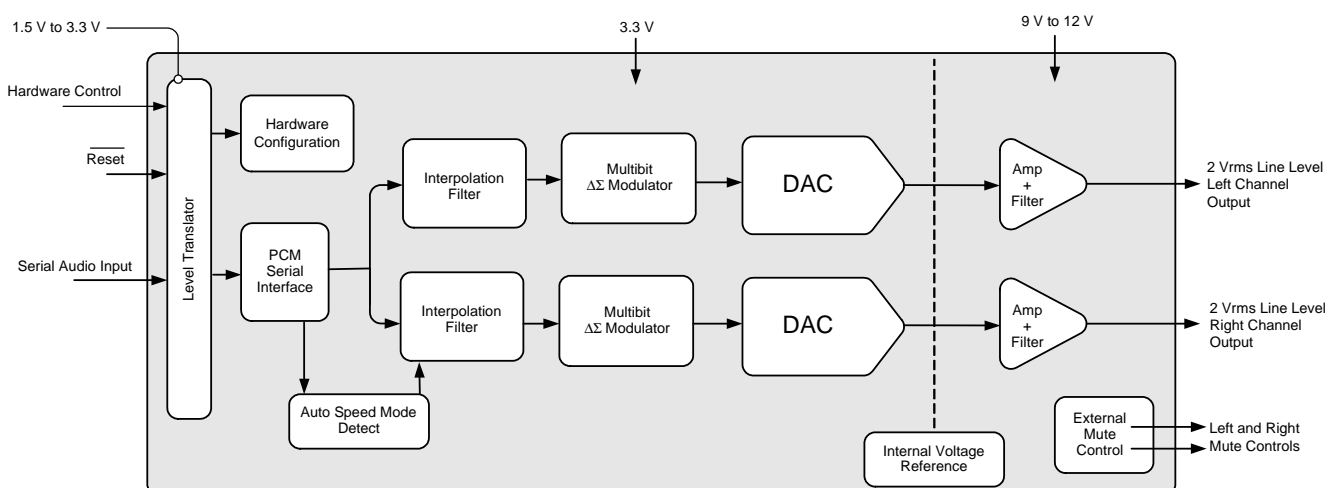 1.5 V to 3.3 V
3.3 V
9 V to 12 V
Hardware Control
Reset
Serial Audio Input
Level Translator
Hardware
Configuration
PCM
Serial
Interface
Auto Speed Mode
Detect
Interpolation
Filter
Multibit
ΔΣ Modulator
DAC
Amp
+
Filter
2 Vrms Line Level
Left Channel
Output
Interpolation
Filter
Multibit
ΔΣ Modulator
DAC
Amp
+
Filter
2 Vrms Line Level
Right Channel
Output
Internal Voltage
Reference
External
Mute
Control
Left and Right
Mute Controls